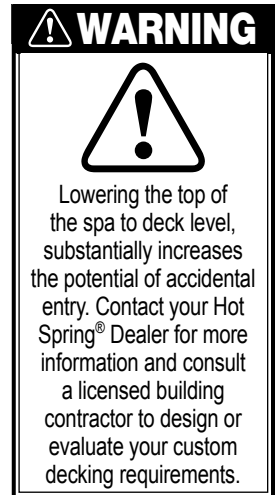 WARNING
Lowering the top of
the spa to deck level,
substantially increases
the potential of accidental
entry. Contact your Hot
Spring® Dealer for more
information and consult
a licensed building
contractor to design or
evaluate your custom
decking requirements.